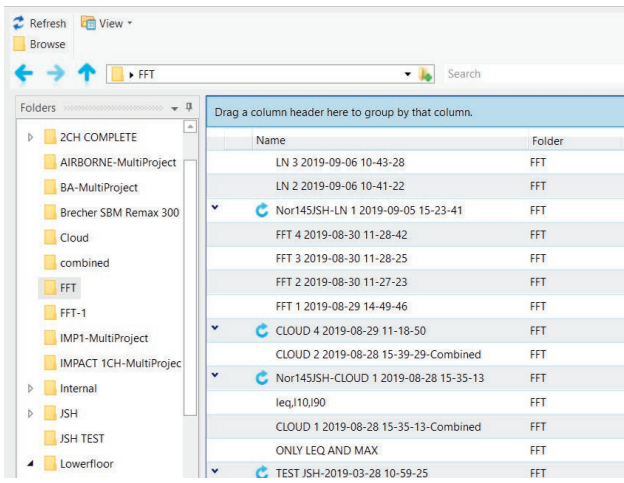 Refresh View
Browse
FFT Search
Folders
2CH COMPLETE
AIRBORNE-MultiProject
BA-MultiProject
Brecher SBM Remax 300
Cloud
combined
FFT
FFT-1
IMP1-MultiProject
IMPACT 1CH-MultiProjec
Internal
JSH
JSH TEST
Lowerfloor
Drag a column header here to group by that column.
Name Folder
LN 3 2019-09-06 10-43-28 FFT
LN 2 2019-09-06 10-41-22 FFT
Nor145JSH-LN 1 2019-09-05 15-23-41 FFT
FFT 4 2019-08-30 11-28-42 FFT
FFT 3 2019-08-30 11-28-25 FFT
FFT 2 2019-08-30 11-27-23 FFT
FFT 1 2019-08-29 14-49-46 FFT
CLOUD 4 2019-08-29 11-18-50 FFT
CLOUD 2 2019-08-28 15-39-29-Combined FFT
Nor145JSH-CLOUD 1 2019-08-28 15-35-13 FFT
leq,l10,l90 FFT
CLOUD 1 2019-08-28 15-35-13-Combined FFT
ONLY LEQ AND MAX FFT
TEST JSH-2019-03-28 10-59-25 FFT